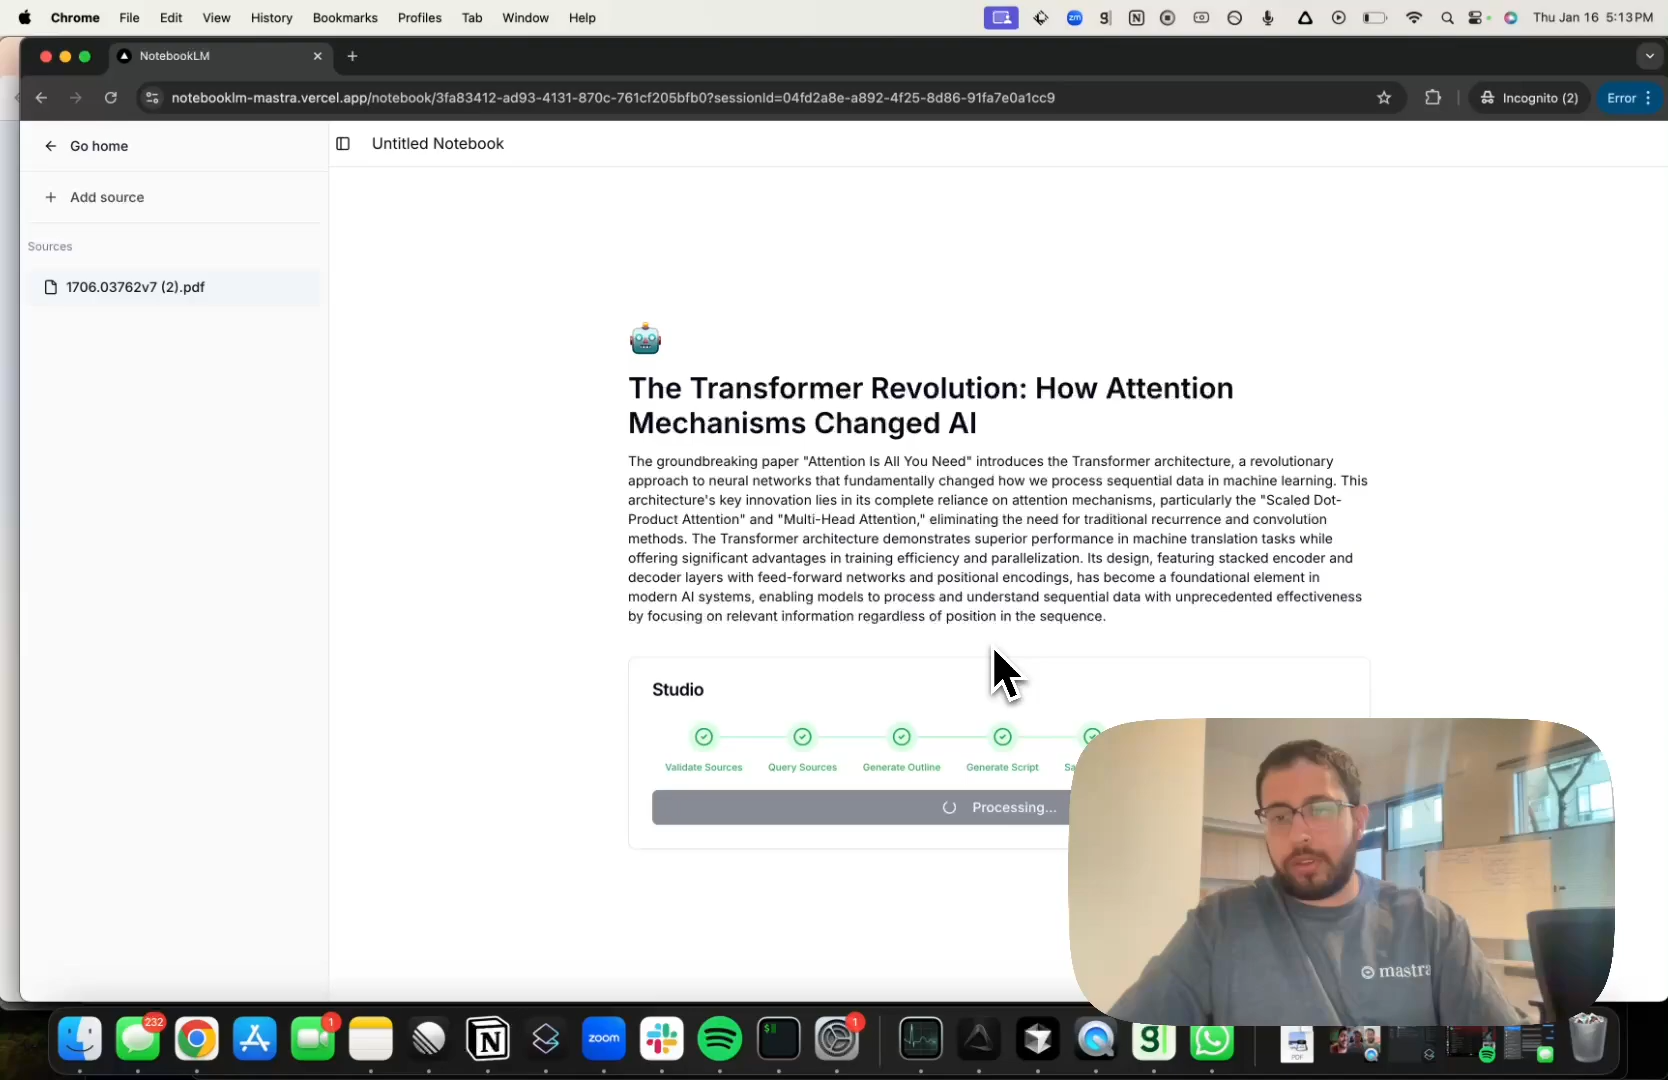 Chrome File Edit View History Bookmarks Profiles Tab Window Help
zm
Thu Jan 16 5:13PM
NotebookLM
notebooklm-mastra.vercel.app/notebook/3fa83412-ad93-4131-870c-761cf205bfb0?sessionId=04fd2a8e-a892-4f25-8d86-91fa7e0a1cc9
Incognito (2)
Error
Go home
Untitled Notebook
Add source
Sources
1706.03762v7 (2).pdf
The Transformer Revolution: How Attention
Mechanisms Changed AI
The groundbreaking paper "Attention Is All You Need" introduces the Transformer architecture, a revolutionary
approach to neural networks that fundamentally changed how we process sequential data in machine learning. This
architecture's key innovation lies in its complete reliance on attention mechanisms, particularly the "Scaled Dot-
Product Attention" and "Multi-Head Attention," eliminating the need for traditional recurrence and convolution
methods. The Transformer architecture demonstrates superior performance in machine translation tasks while
offering significant advantages in training efficiency and parallelization. Its design, featuring stacked encoder and
decoder layers with feed-forward networks and positional encodings, has become a foundational element in
modern AI systems, enabling models to process and understand sequential data with unprecedented effectiveness
by focusing on relevant information regardless of position in the sequence.
Studio
Validate Sources
Query Sources
Generate Outline
Generate Script
Sa
Processing...
mastra
232
1
zoom
1
PDF